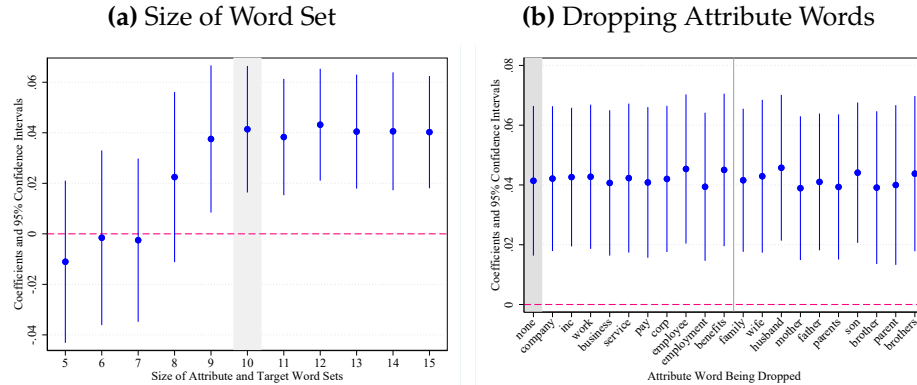 (a) Size of Word Set
Coefficients and 95% Confidence Intervals
.06
.04
.02
0
-.02
-.04
5 6 7 8 9 10 11 12 13 14 15
Size of Attribute and Target Word Sets
(b) Dropping Attribute Words
Coefficients and 95% Confidence Intervals
.08
.06
.04
.02
0
none company inc work business service pay corp employee employment benefits family wife husband mother father parents son brother parent brothers
Attribute Word Being Dropped